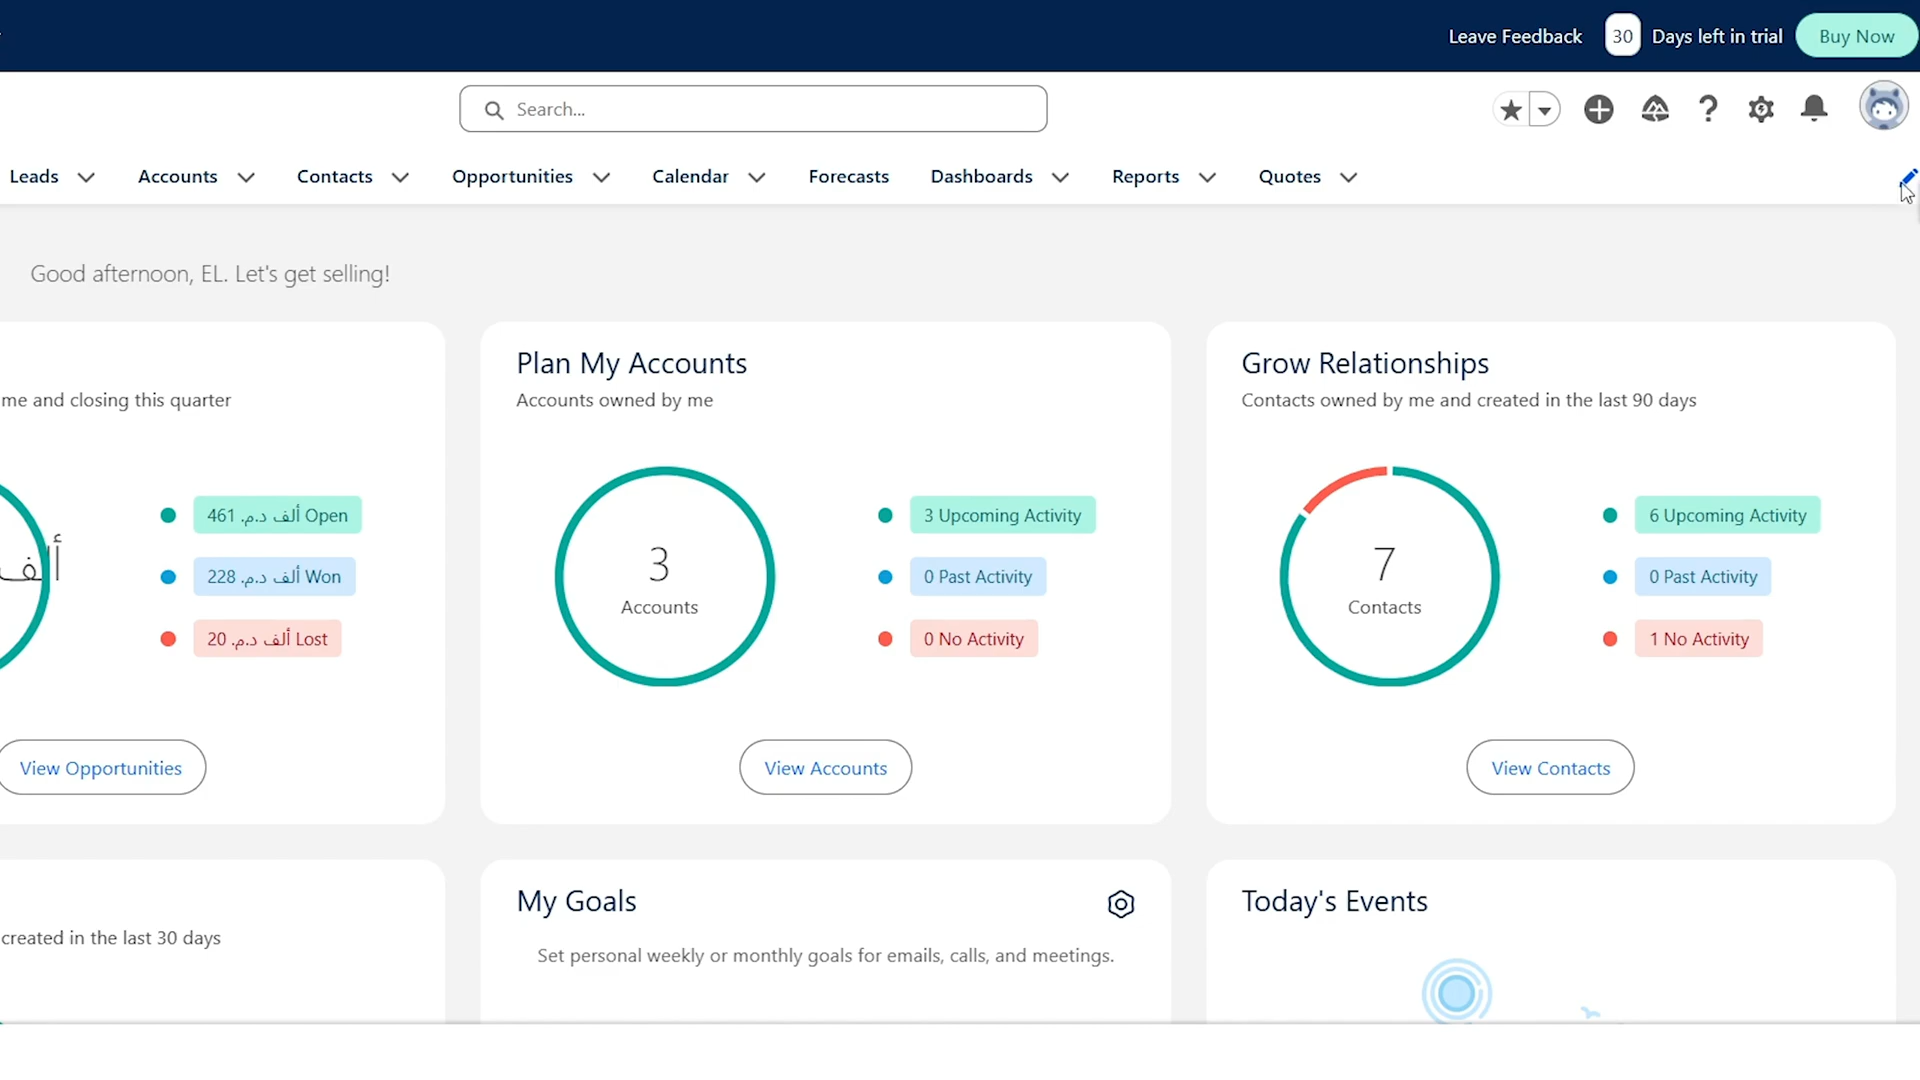 Leave Feedback 30 Days left in trial Buy Now
Search...
Leads Accounts Contacts Opportunities Calendar Forecasts Dashboards Reports Quotes
Good afternoon, EL. Let's get selling!
me and closing this quarter
461 ألف د.م. Open
228 ألف د.م. Won
20 ألف د.م. Lost
ألف
View Opportunities
Plan My Accounts
Accounts owned by me
3
Accounts
3 Upcoming Activity
0 Past Activity
0 No Activity
View Accounts
Grow Relationships
Contacts owned by me and created in the last 90 days
7
Contacts
6 Upcoming Activity
0 Past Activity
1 No Activity
View Contacts
created in the last 30 days
My Goals
Set personal weekly or monthly goals for emails, calls, and meetings.
Today's Events